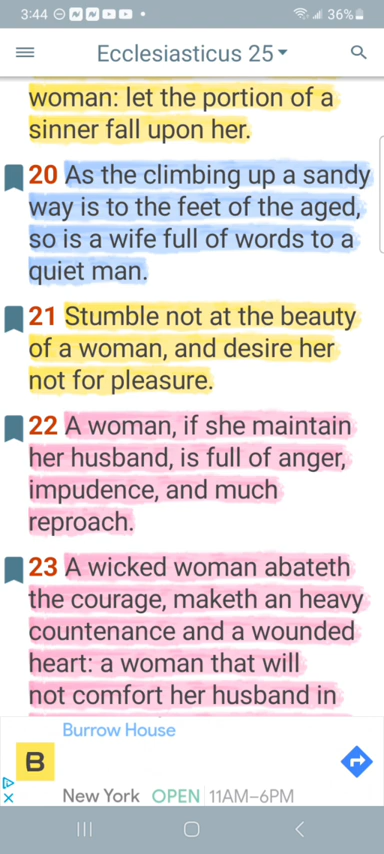 3:44 36%
Ecclesiasticus 25
woman: let the portion of a
sinner fall upon her.
20 As the climbing up a sandy
way is to the feet of the aged,
so is a wife full of words to a
quiet man.
21 Stumble not at the beauty
of a woman, and desire her
not for pleasure.
22 A woman, if she maintain
her husband, is full of anger,
impudence, and much
reproach.
23 A wicked woman abateth
the courage, maketh an heavy
countenance and a wounded
heart: a woman that will
not comfort her husband in
Burrow House
B
New York OPEN 11AM–6PM